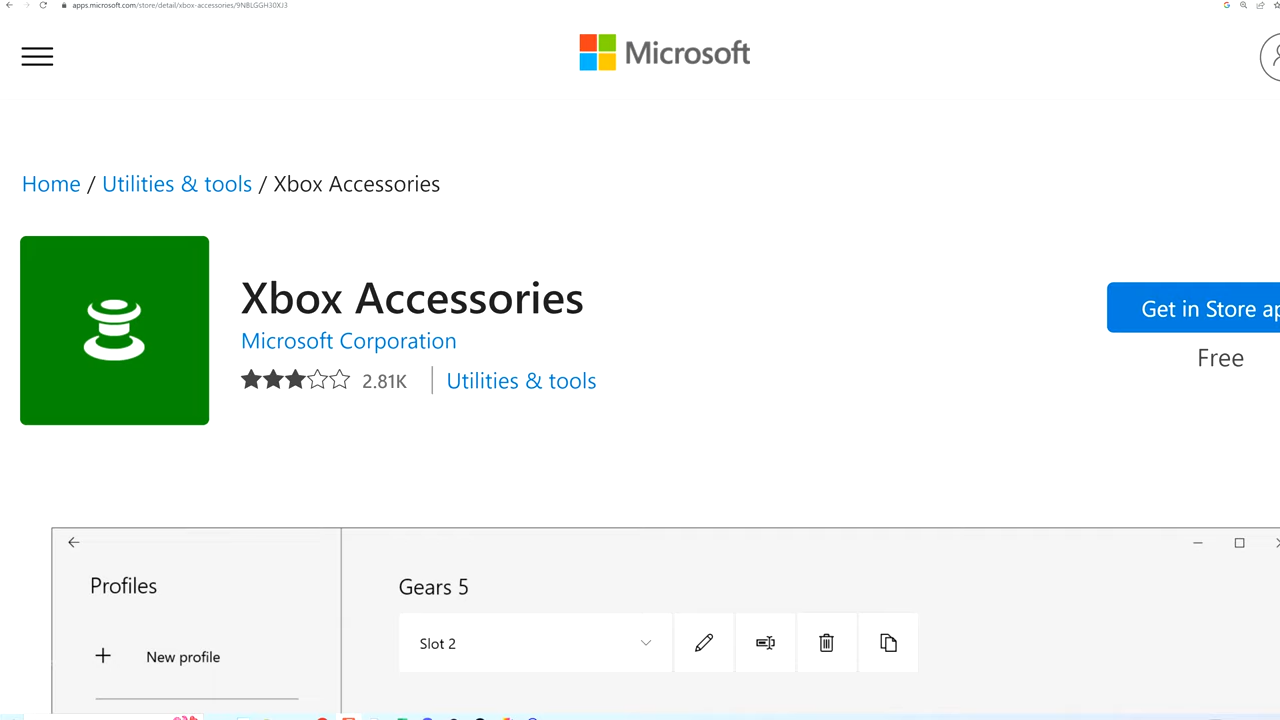 apps.microsoft.com/store/detail/xbox-accessories/9NBLGGH30XJ3
Microsoft
Home / Utilities & tools / Xbox Accessories
Xbox Accessories
Microsoft Corporation
2.81K
Utilities & tools
Get in Store ap
Free
Profiles
New profile
Gears 5
Slot 2